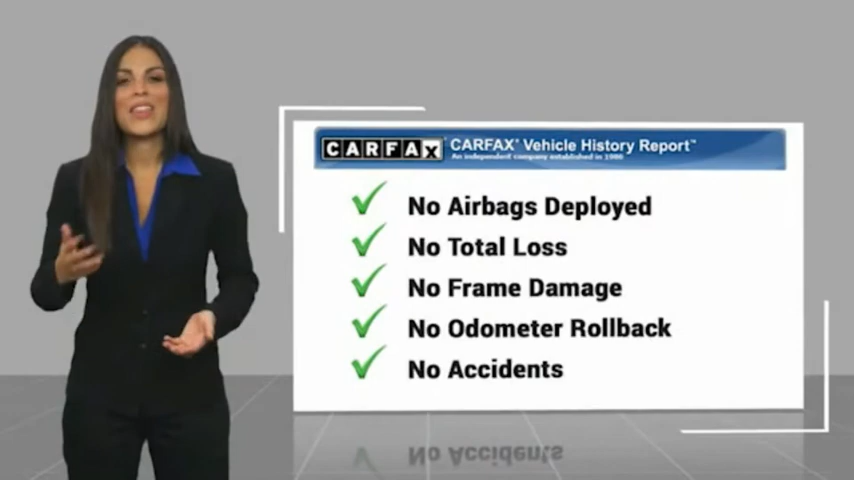 CARFAX CARFAX® Vehicle History Report™
An independent company established in 1986
No Airbags Deployed
No Total Loss
No Frame Damage
No Odometer Rollback
No Accidents
No Accidents